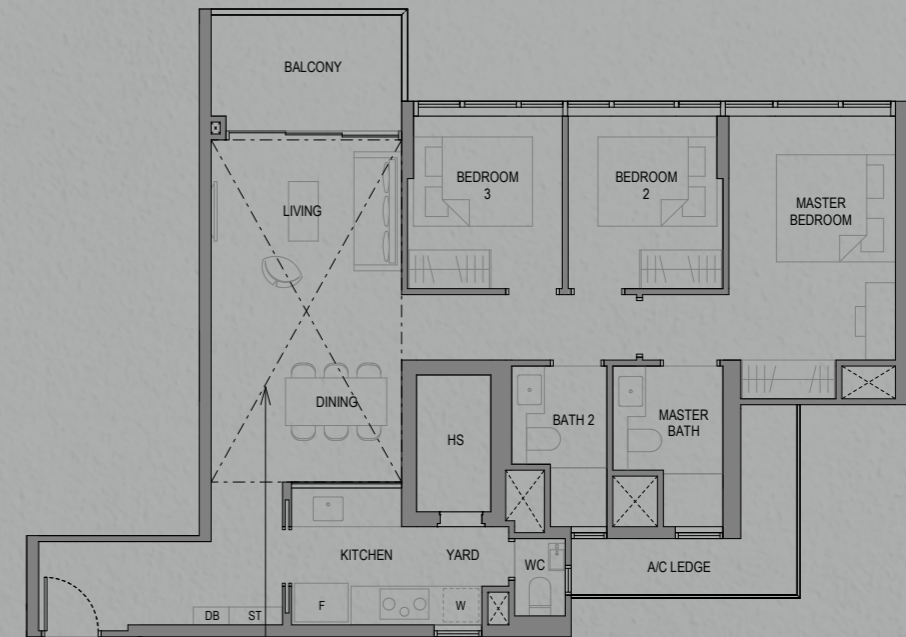 BALCONY
BEDROOM
3
BEDROOM
2
MASTER
BEDROOM
LIVING
DINING
HS
BATH 2
MASTER
BATH
KITCHEN
YARD
WC
A/C LEDGE
F
W
DB
ST